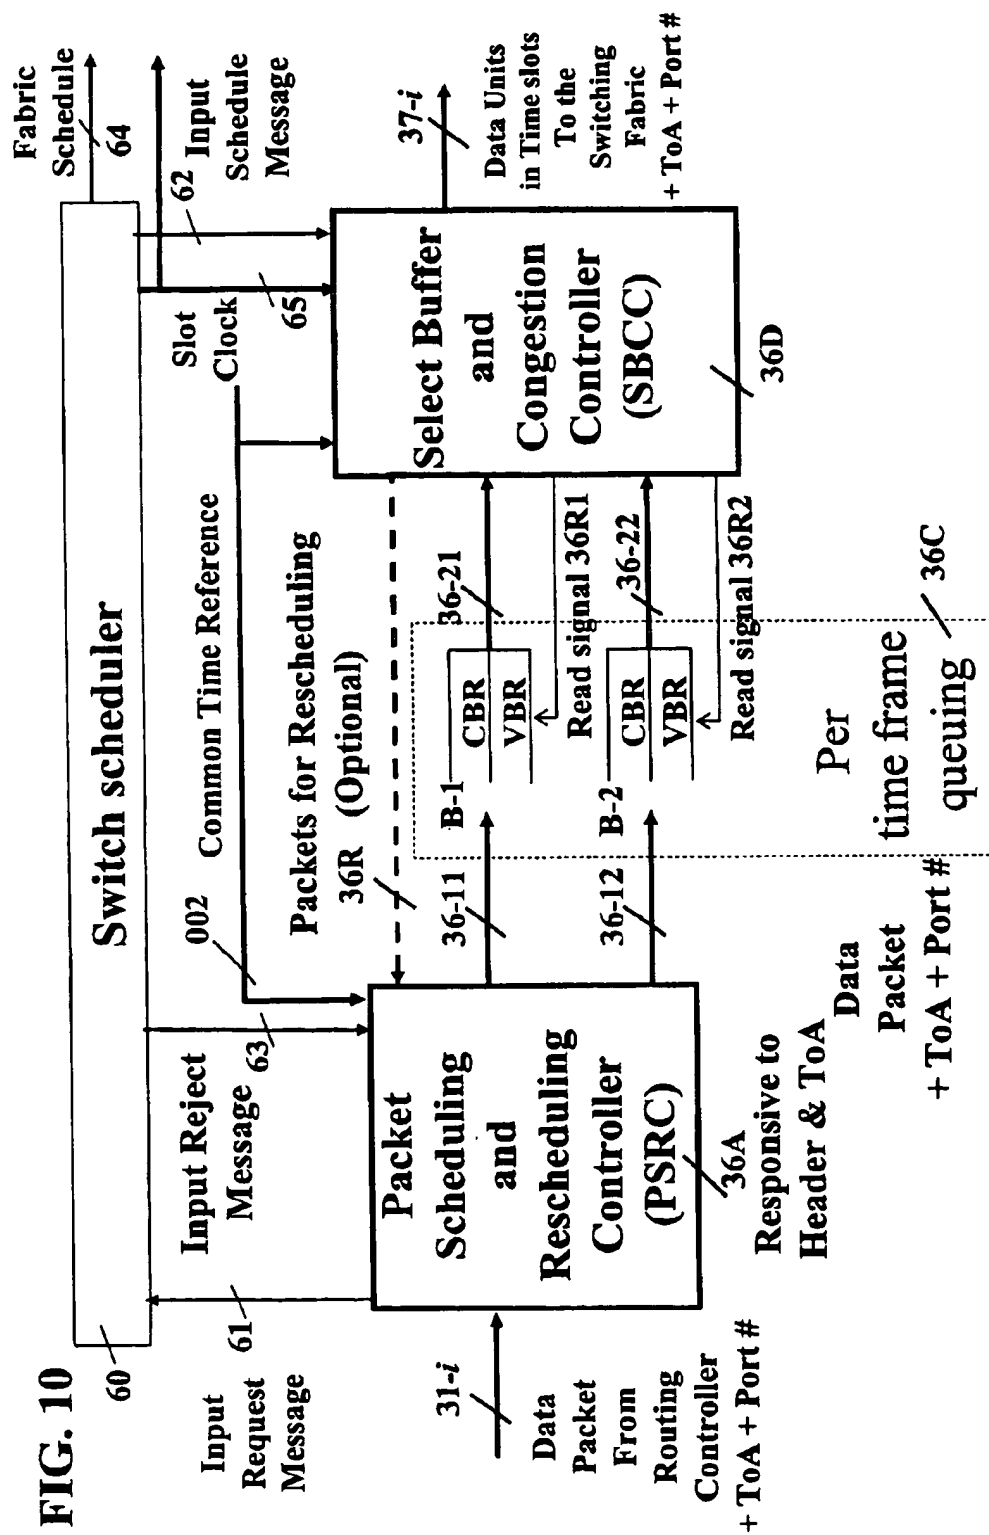 FIG. 10
Fabric
Schedule
64
60
Switch scheduler
Input
Request
Message
61
Input Reject
Message
63
002
Common Time Reference
Slot
Clock
65
62
Input
Schedule
Message
Packets for Rescheduling
36R (Optional)
31-i
Data
Packet
From
Routing
Controller
+ ToA + Port #
Packet
Scheduling
and
Rescheduling
Controller
(PSRC)
36A
Responsive to
Header & ToA
36-11
36-12
Data
Packet
+ ToA + Port #
B-1
CBR
VBR
B-2
CBR
VBR
Per
time frame
queuing
36C
36-21
Read signal 36R1
36-22
Read signal 36R2
Select Buffer
and
Congestion
Controller
(SBCC)
36D
37-i
Data Units
in Time slots
To the
Switching
Fabric
+ ToA + Port #